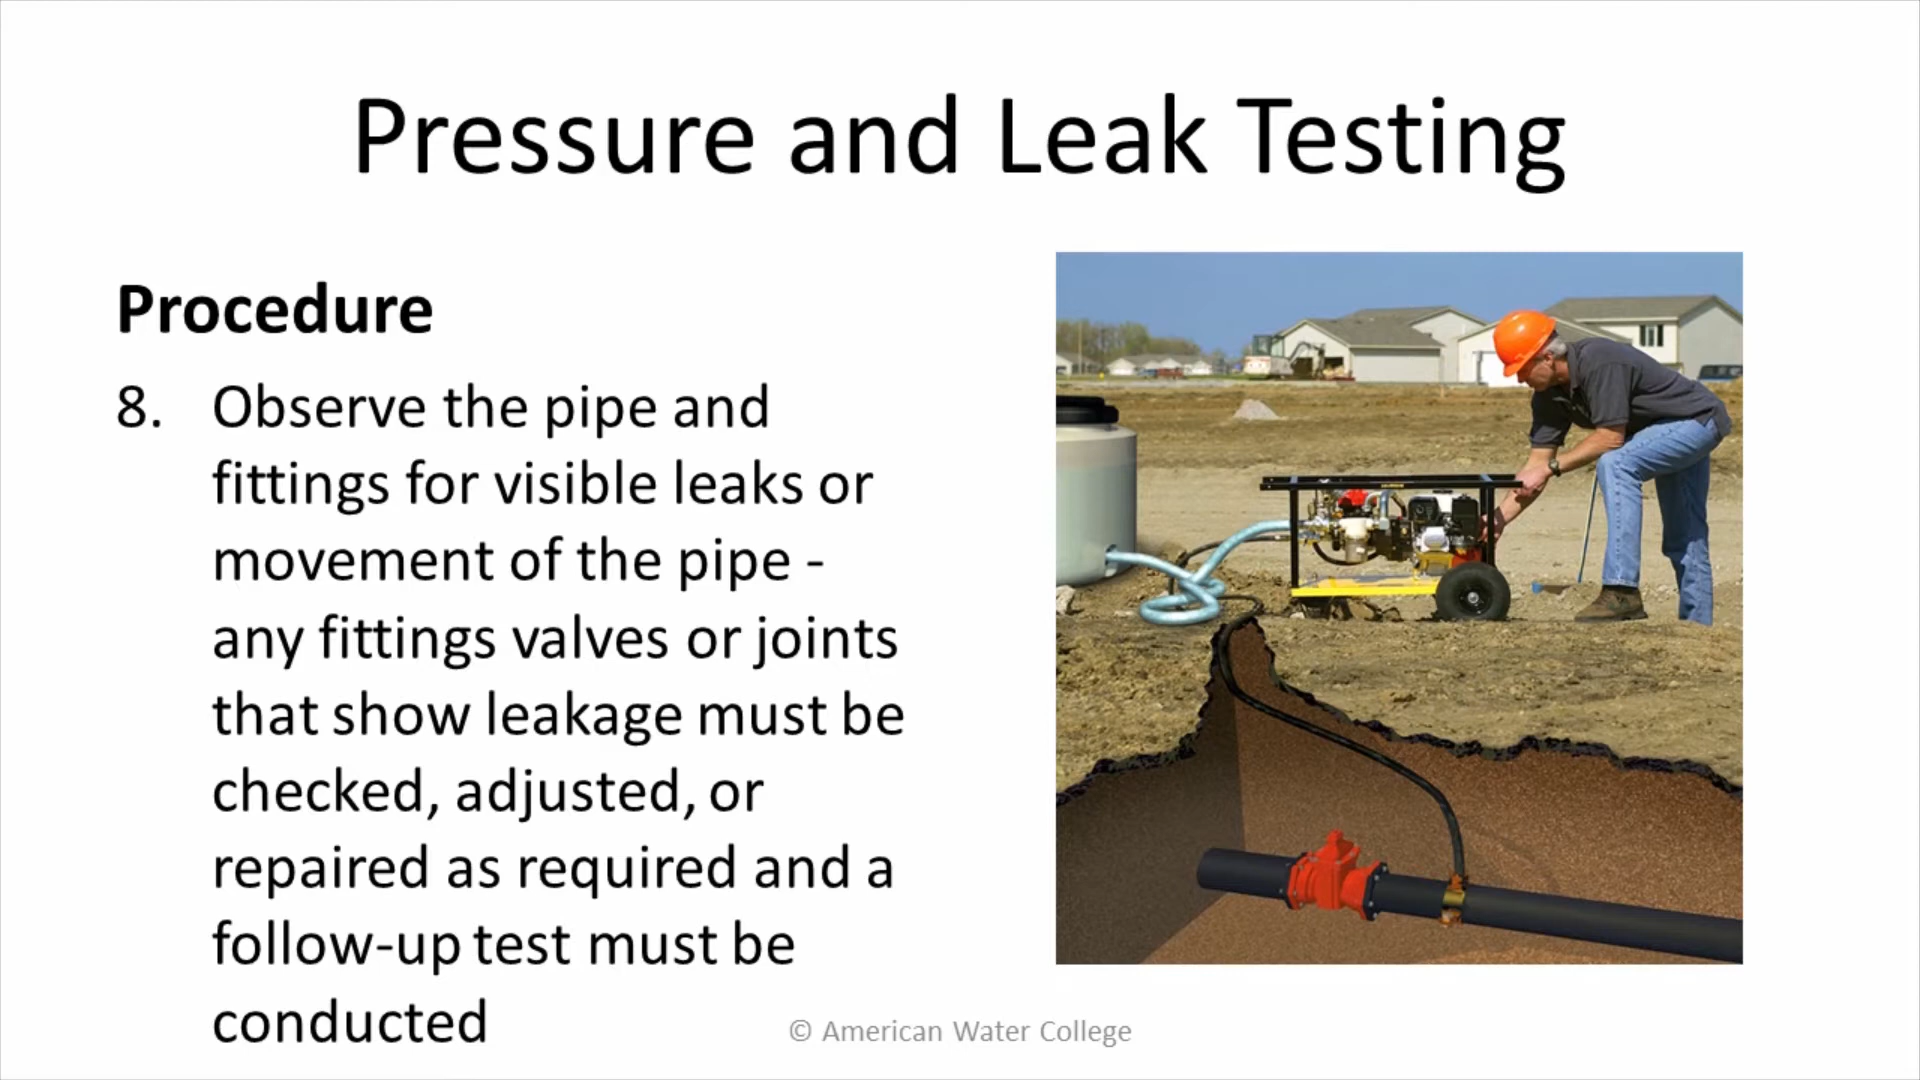 Pressure and Leak Testing
Procedure
8. Observe the pipe and
fittings for visible leaks or
movement of the pipe -
any fittings valves or joints
that show leakage must be
checked, adjusted, or
repaired as required and a
follow-up test must be
conducted
© American Water College